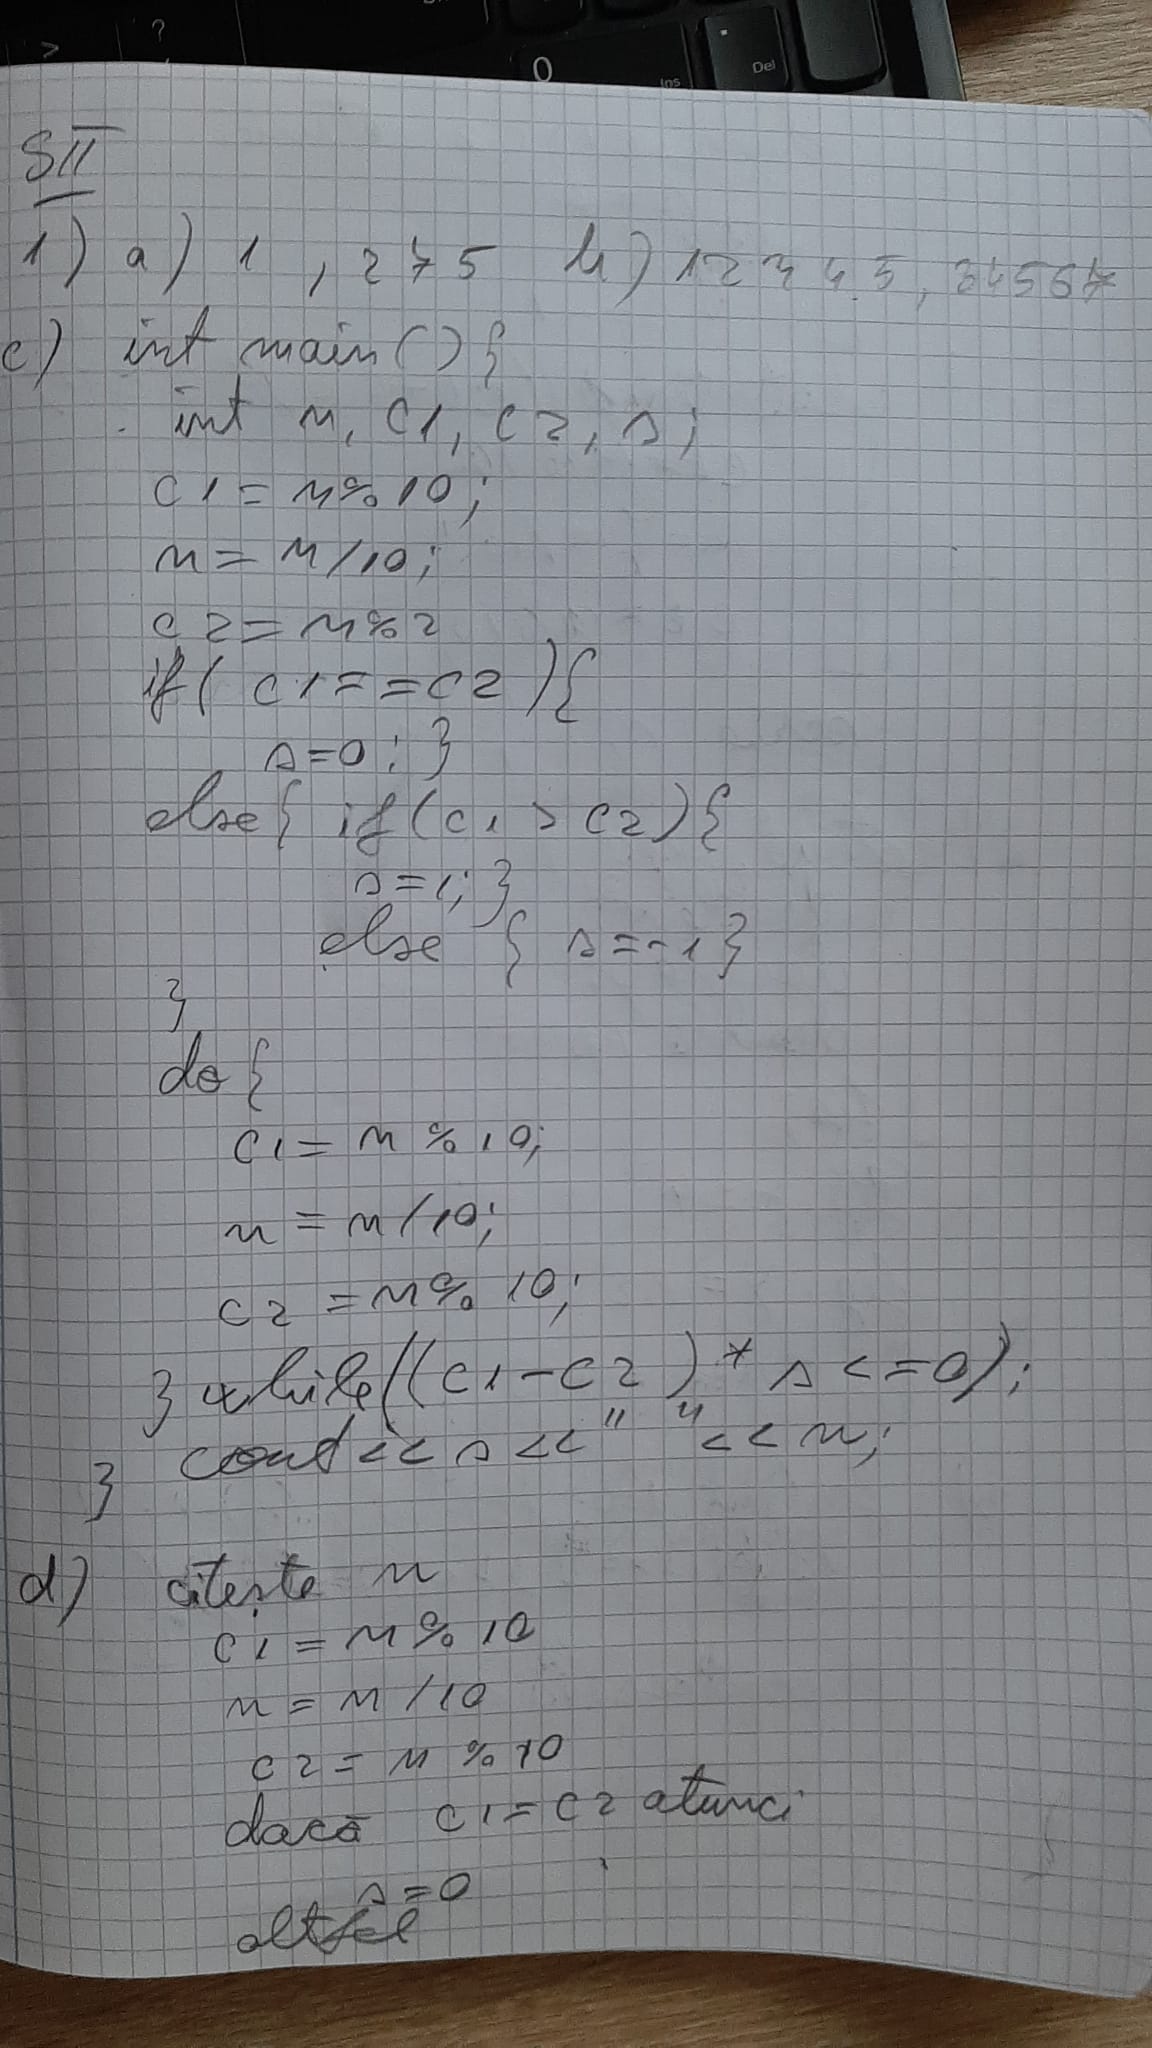 ?
>
0
Ins
Del
SII
1) a) 1 , 275 b) 12345, 34567
c) int main(){
int n, c1, c2, s;
c1=n%10;
n=n/10;
c2=n%2
if(c1==c2){
s=0;}
else{ if(c1>c2){
s=1;}
else { s=-1}
}
do{
c1=n%10;
n=n/10;
c2=n%10;
}while((c1-c2)*s<=0);
cout<<s<<" "<<n;
}
d) citește n
c1=n%10
n=n/10
c2=n%10
dacă c1=c2 atunci
s=0
altfel